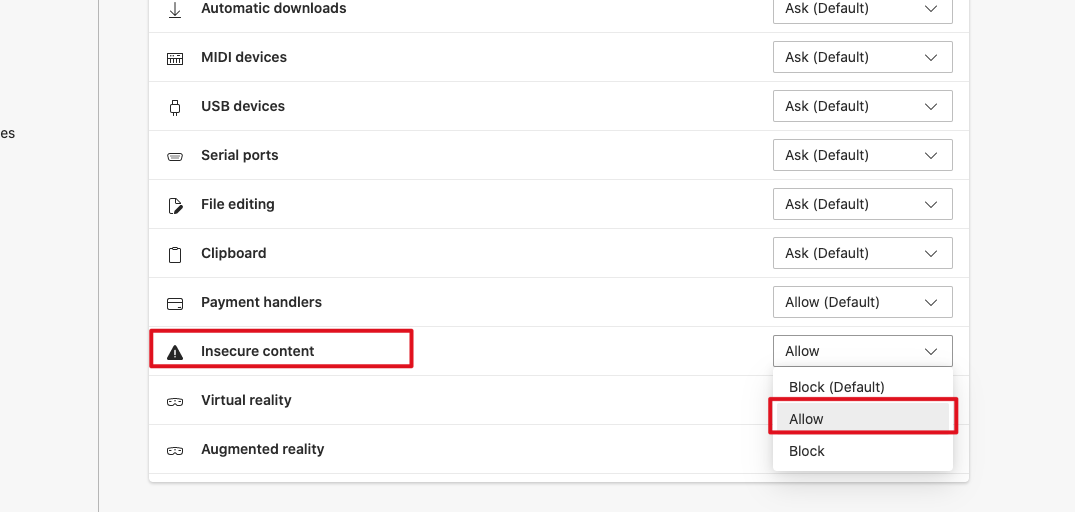 Automatic downloads
Ask (Default)
MIDI devices
Ask (Default)
USB devices
Ask (Default)
es
Serial ports
Ask (Default)
File editing
Ask (Default)
Clipboard
Ask (Default)
Payment handlers
Allow (Default)
Insecure content
Allow
Block (Default)
Virtual reality
Allow
Augmented reality
Block